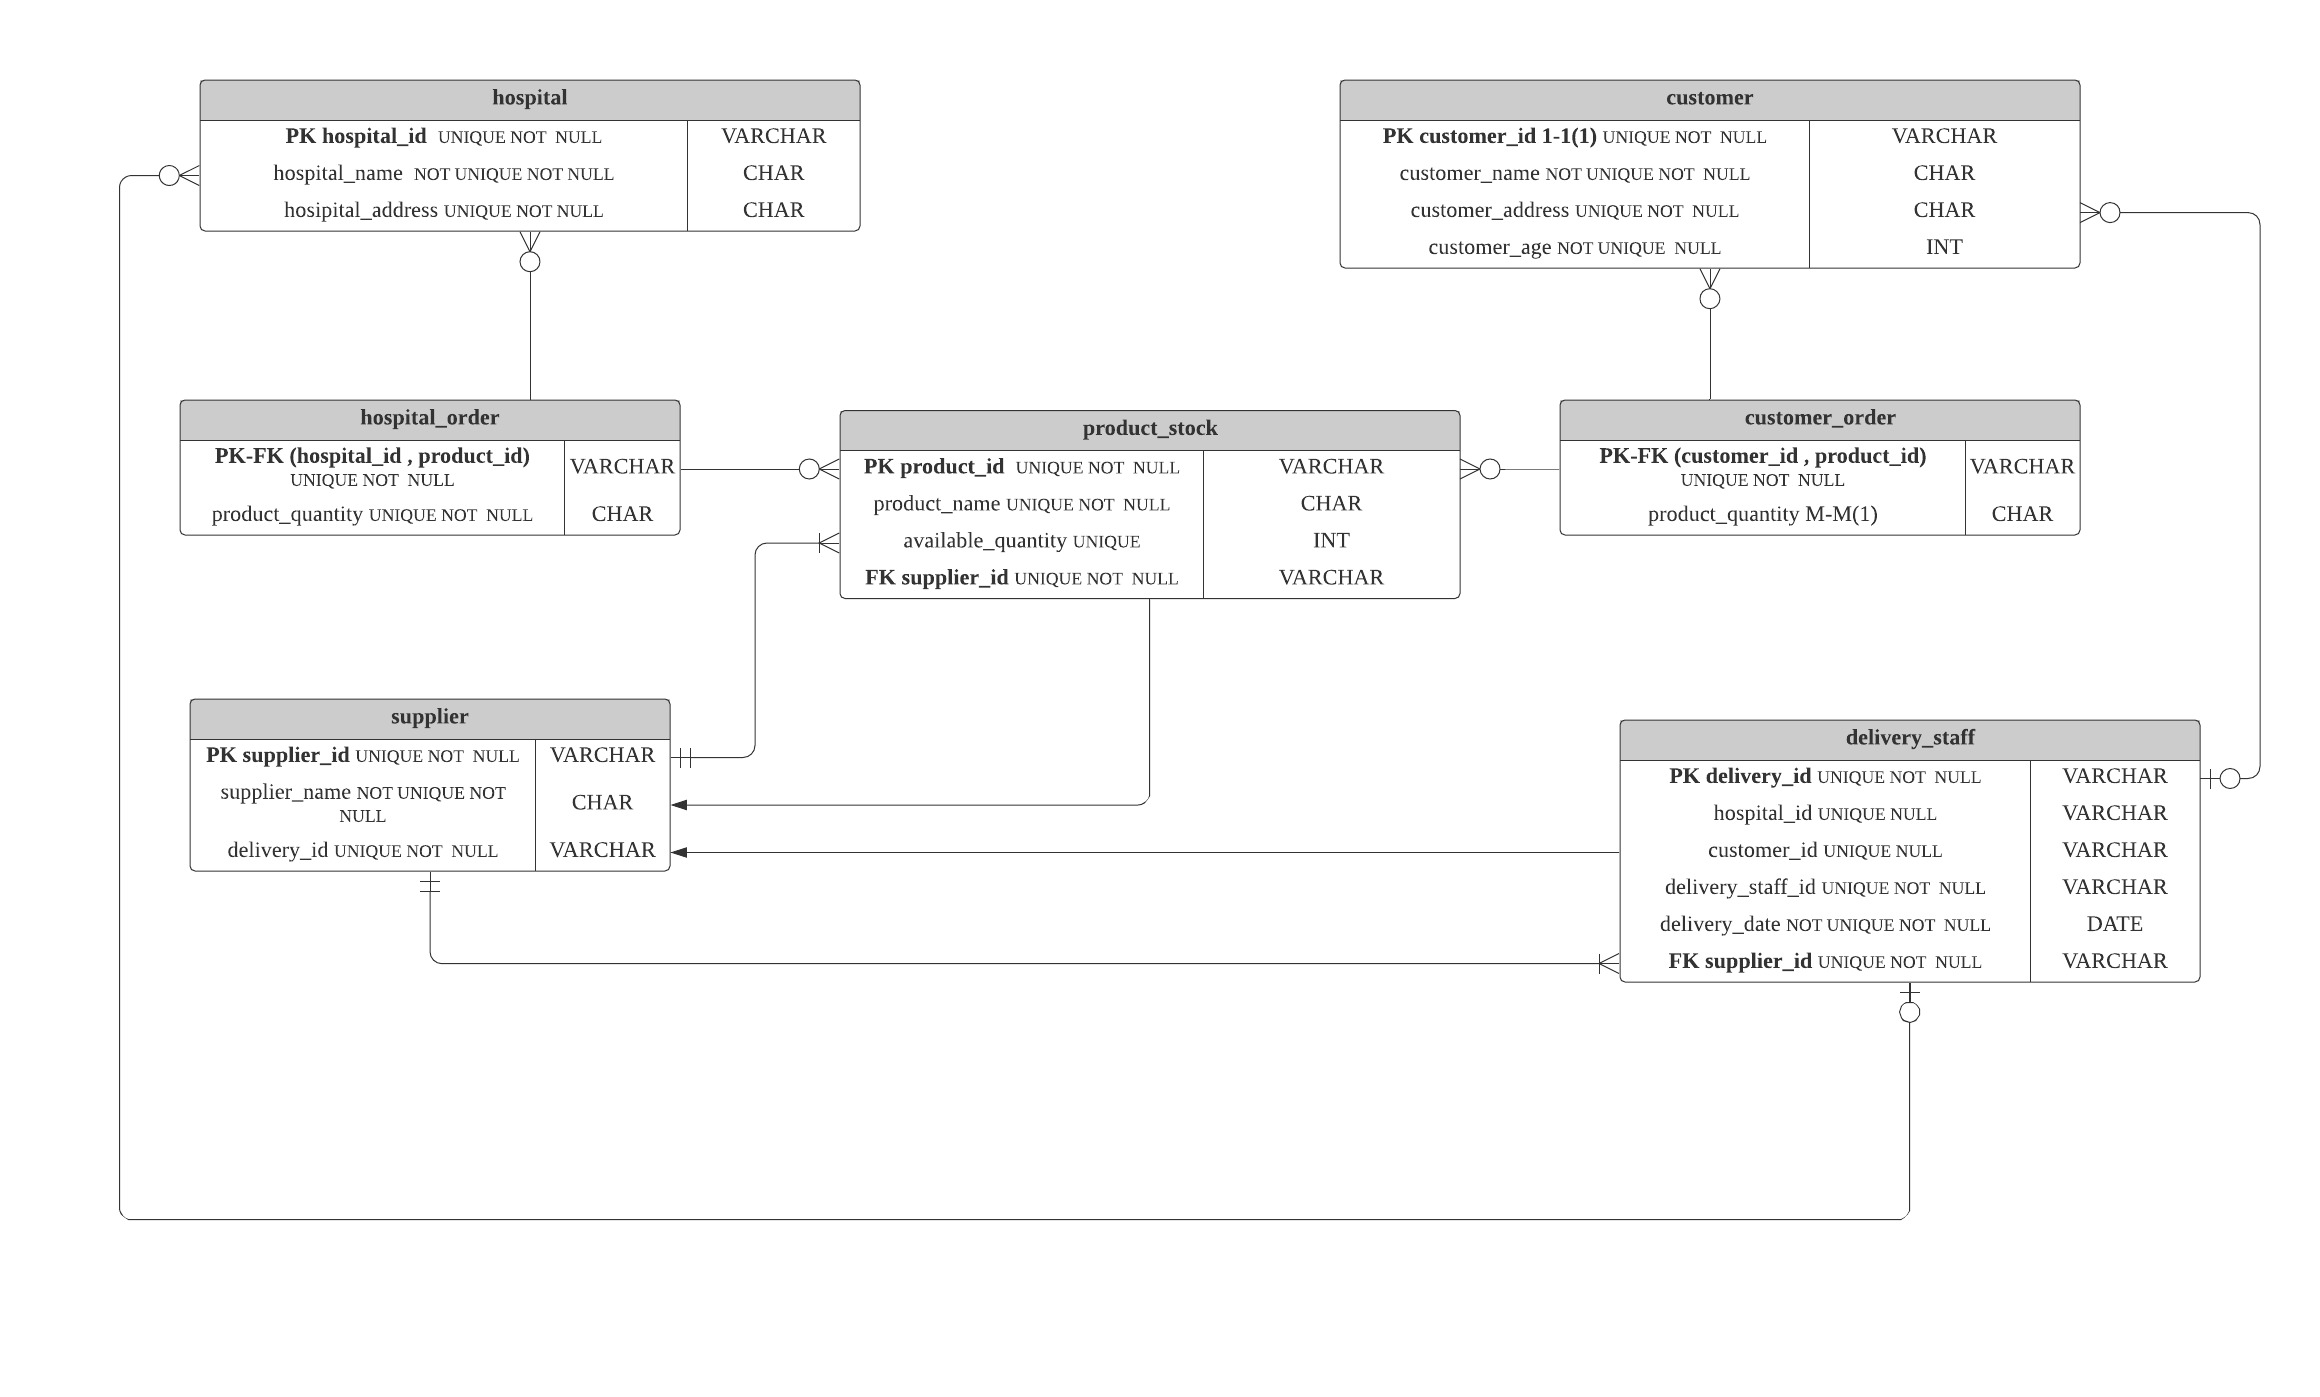 hospital
PK hospital_id UNIQUE NOT NULL VARCHAR
hospital_name NOT UNIQUE NOT NULL CHAR
hosipital_address UNIQUE NOT NULL CHAR
customer
PK customer_id 1-1(1) UNIQUE NOT NULL VARCHAR
customer_name NOT UNIQUE NOT NULL CHAR
customer_address UNIQUE NOT NULL CHAR
customer_age NOT UNIQUE NULL INT
hospital_order
PK-FK (hospital_id , product_id) VARCHAR
UNIQUE NOT NULL
product_quantity UNIQUE NOT NULL CHAR
product_stock
PK product_id UNIQUE NOT NULL VARCHAR
product_name UNIQUE NOT NULL CHAR
available_quantity UNIQUE INT
FK supplier_id UNIQUE NOT NULL VARCHAR
customer_order
PK-FK (customer_id , product_id) VARCHAR
UNIQUE NOT NULL
product_quantity M-M(1) CHAR
supplier
PK supplier_id UNIQUE NOT NULL VARCHAR
supplier_name NOT UNIQUE NOT CHAR
NULL
delivery_id UNIQUE NOT NULL VARCHAR
delivery_staff
PK delivery_id UNIQUE NOT NULL VARCHAR
hospital_id UNIQUE NULL VARCHAR
customer_id UNIQUE NULL VARCHAR
delivery_staff_id UNIQUE NOT NULL VARCHAR
delivery_date NOT UNIQUE NOT NULL DATE
FK supplier_id UNIQUE NOT NULL VARCHAR